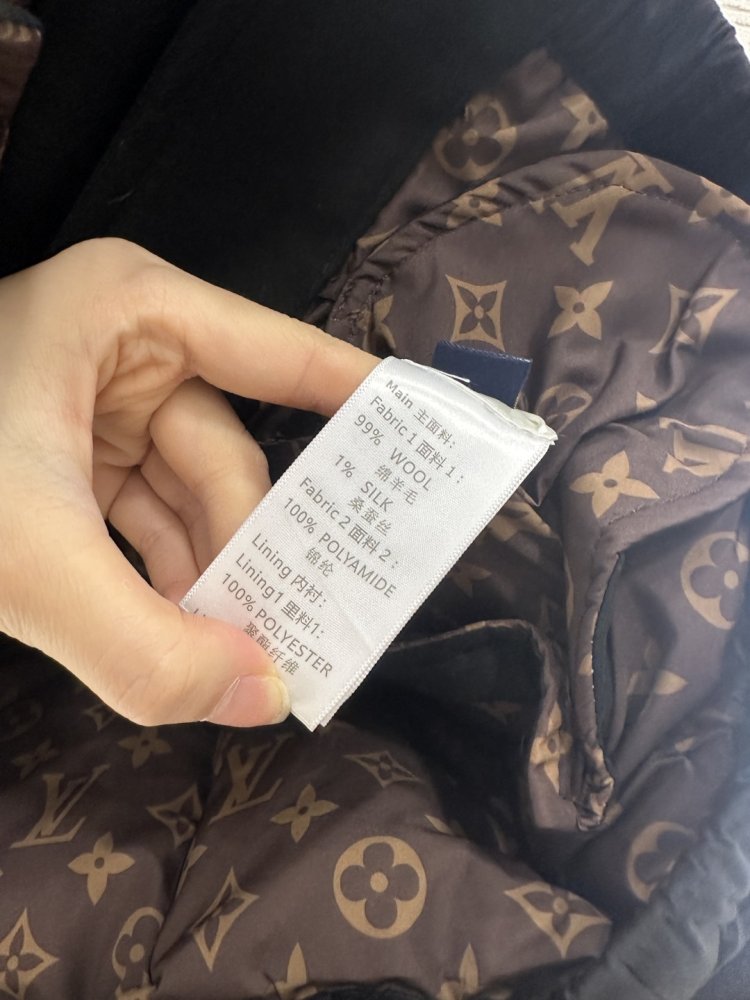 Main 主面料:
Fabric 1 面料 1:
99% WOOL
绵羊毛
1% SILK
桑蚕丝
Fabric 2 面料 2:
100% POLYAMIDE
锦纶
Lining 内衬:
Lining1 里料1:
100% POLYESTER
聚酯纤维